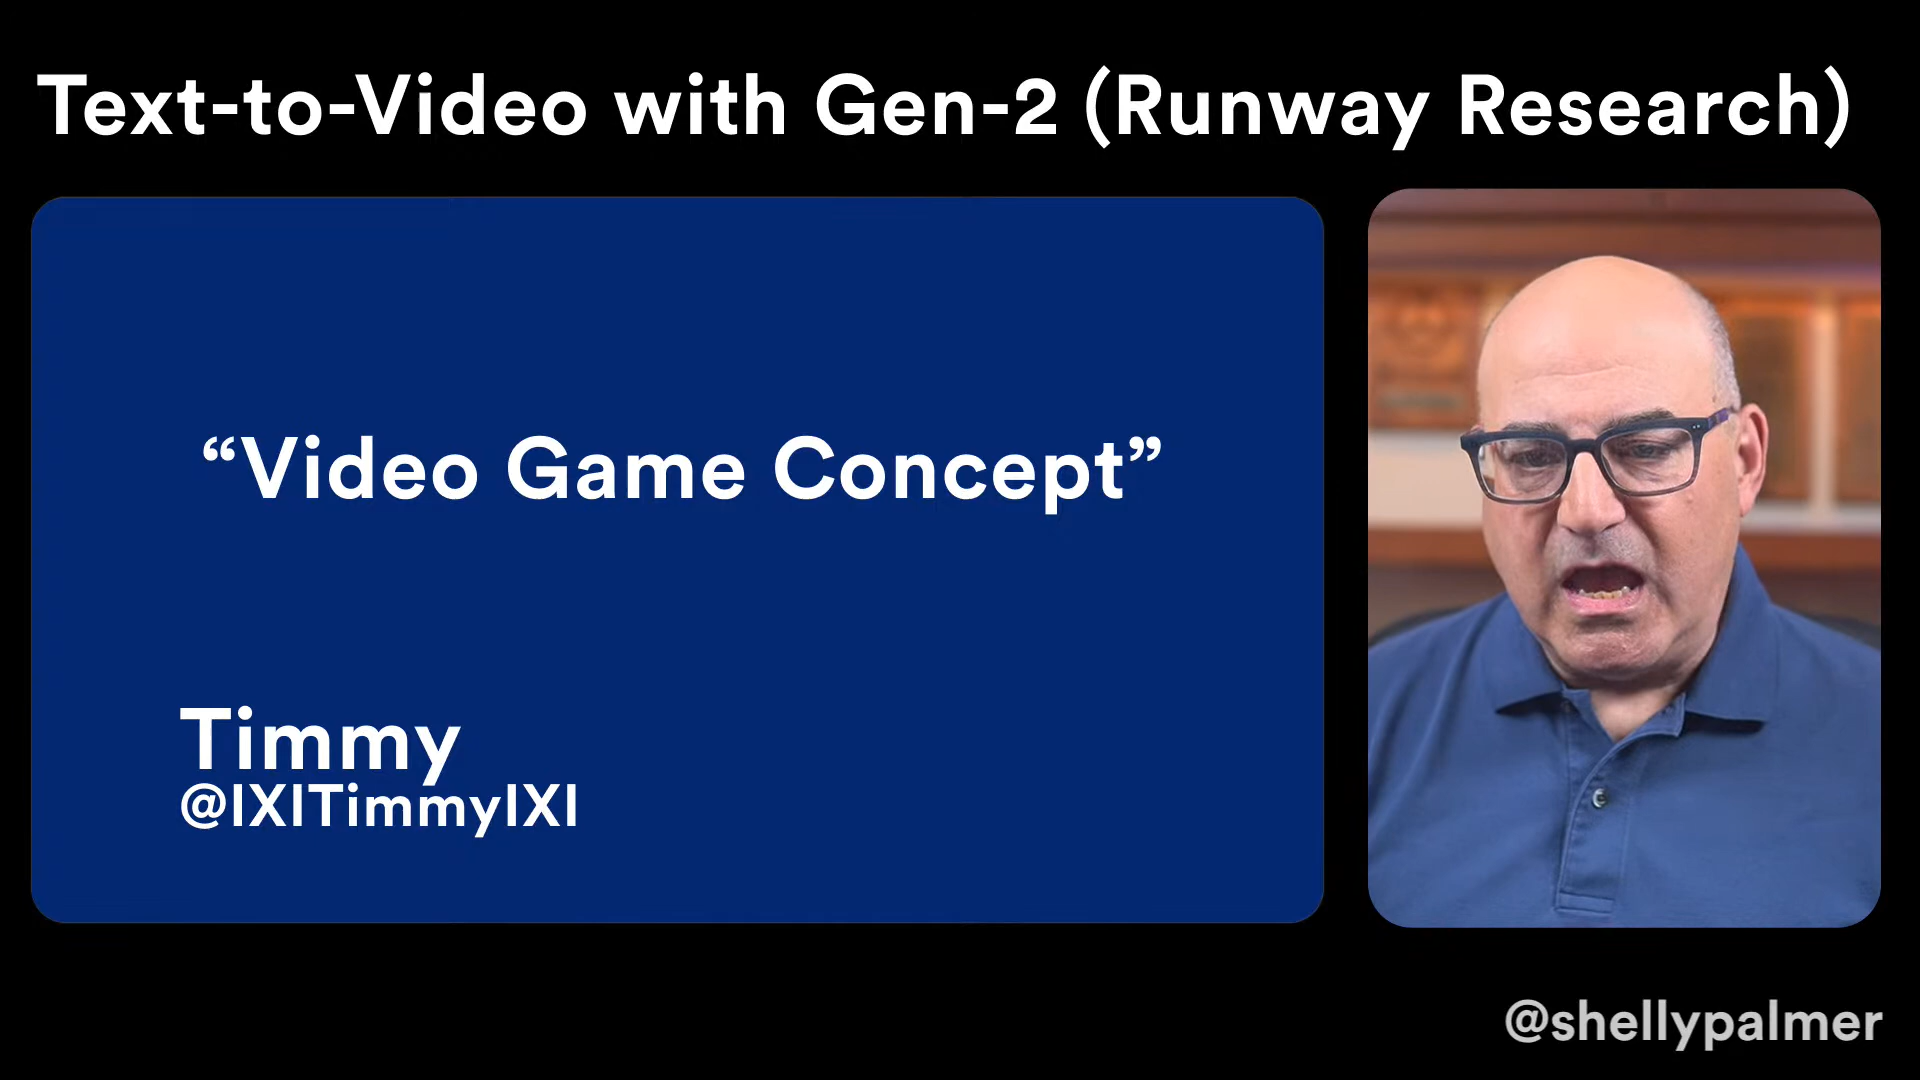 Text-to-Video with Gen-2 (Runway Research)
“Video Game Concept”
Timmy
@IXITimmyIXI
@shellypalmer